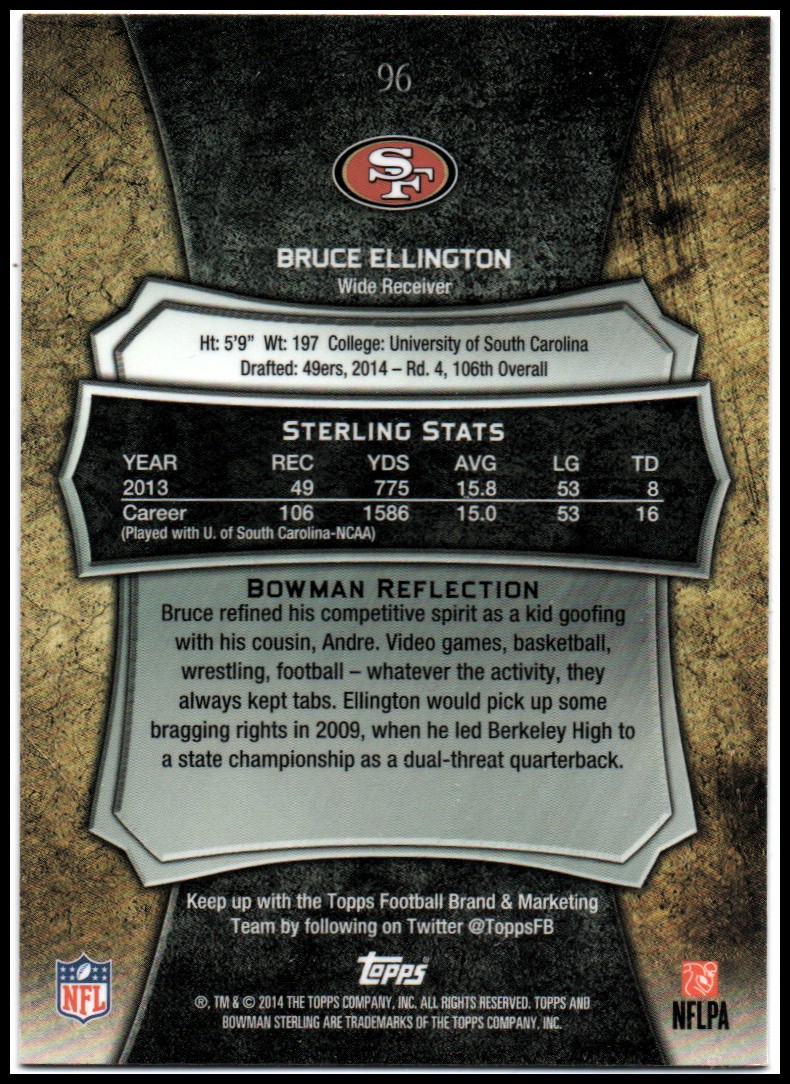 96
SF
BRUCE ELLINGTON
Wide Receiver
Ht: 5'9" Wt: 197 College: University of South Carolina
Drafted: 49ers, 2014 – Rd. 4, 106th Overall
STERLING STATS
YEAR REC YDS AVG LG TD
2013 49 775 15.8 53 8
Career 106 1586 15.0 53 16
(Played with U. of South Carolina-NCAA)
BOWMAN REFLECTION
Bruce refined his competitive spirit as a kid goofing
with his cousin, Andre. Video games, basketball,
wrestling, football – whatever the activity, they
always kept tabs. Ellington would pick up some
bragging rights in 2009, when he led Berkeley High to
a state championship as a dual-threat quarterback.
Keep up with the Topps Football Brand & Marketing
Team by following on Twitter @ToppsFB
Topps
NFL
®, TM & © 2014 THE TOPPS COMPANY, INC. ALL RIGHTS RESERVED. TOPPS AND
BOWMAN STERLING ARE TRADEMARKS OF THE TOPPS COMPANY, INC.
NFLPA